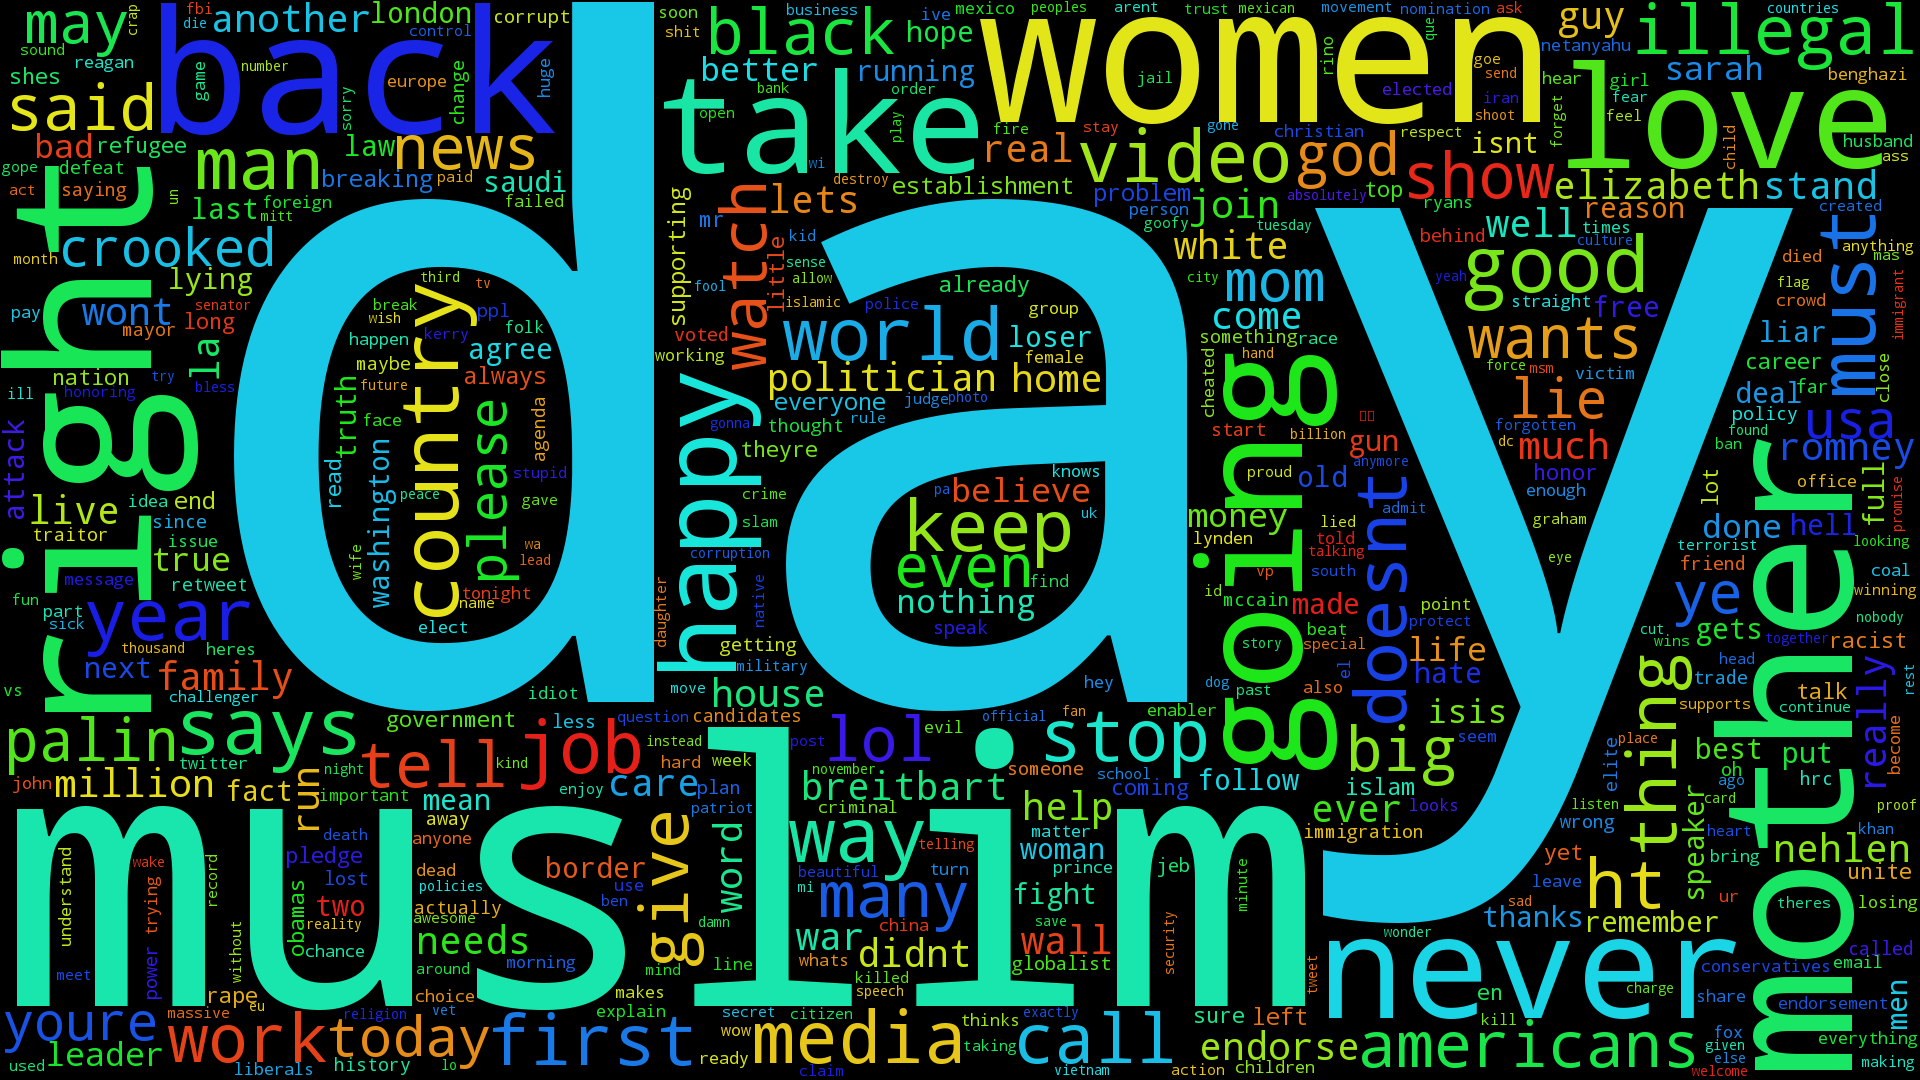 may
crap
fbi
die
another
london
control
corrupt
soon
shit
business
ive
black
hope
mexico
peoples
arent
trust
mexican
movement
nomination
ask
que
guy
netanyahu
countries
illegal
sound
reagan
shes
said
back
game
number
europe
sorry
change
huge
better
running
take
bank
open
order
play
women
jail
rino
elected
goe
send
iran
shoot
hear
girl
fear
feel
forget
sarah
benghazi
love
child
husband
ass
bad
refugee
gope
defeat
act
saying
un
man
law
news
breaking
paid
saudi
failed
last
foreign
mitt
wi
destroy
establishment
fire
real
stay
gone
video
christian
god
respect
isnt
absolutely
top
show
ryans
elizabeth
stand
reason
created
problem
person
goofy
join
tuesday
supporting
mr
watch
lets
little
kid
sense
allow
fool
islamic
police
already
group
white
mom
city
come
behind
yeah
well
times
culture
good
straight
free
died
anything
mas
flag
crowd
must
immigrant
right
month
crooked
lying
wont
senator
pay
mayor
long
la
nation
try
bless
ill
honoring
day
third
tv
break
wish
ppl
kerry
folk
happen
maybe
agree
future
always
country
truth
face
please
agenda
read
washington
stupid
peace
gave
wife
wa
lead
name
tonight
elect
voted
working
happy
world
loser
female
politician
home
everyone
judge
photo
gonna
thought
rule
theyre
knows
pa
believe
keep
uk
even
find
nothing
speak
crime
slam
corruption
native
daughter
getting
military
move
house
something
race
hand
cheated
going
start
billion
gun
proud
old
anymore
money
lynden
lied
told
talking
admit
south
vp
id
mccain
made
beat
special
story
el
dog
past
also
doesnt
wants
force
msm
victim
lie
forgotten
dc
much
honor
enough
graham
eye
point
protect
life
hate
isis
seem
liar
career
deal
far
policy
found
ban
usa
romney
close
lot
office
full
promise
done
hell
terrorist
looking
friend
coal
winning
ye
nobody
cut
wins
gets
together
racist
mother
attack
live
idea
end
since
traitor
issue
true
message
retweet
fun
part
sick
year
thousand
heres
next
family
vs
challenger
palin
says
twitter
john
million
fact
run
night
important
government
idiot
less
question
candidates
tell
job
kind
instead
hard
week
post
lol
evil
official
fan
hey
enabler
stop
november
someone
school
coming
follow
enjoy
care
plan
patriot
breitbart
criminal
help
matter
woman
prince
big
islam
ever
looks
immigration
place
elite
listen
wrong
thing
head
trade
supports
talk
continue
best
oh
ago
put
hrc
card
really
become
rest
proof
speaker
heart
khan
bring
nehlen
unite
mean
away
anyone
death
pledge
lost
understand
wake
trying
record
muslim
obamas
two
reality
chance
dead
policies
actually
awesome
needs
around
border
use
ben
give
word
damn
way
telling
beautiful
turn
mi
many
china
war
whats
didnt
fight
save
wall
globalist
jeb
minute
security
killed
speech
yet
leave
ht
ur
sad
thanks
remember
wonder
theres
losing
called
never
conservatives
email
share
endorsement
men
meet
power
without
massive
rape
eu
choice
vet
religion
morning
makes
explain
mind
line
secret
citizen
wow
thinks
exactly
tweet
sure
left
en
kill
charge
youre
used
leader
work
liberals
today
history
lo
first
ready
media
claim
taking
call
vietnam
action
endorse
children
americans
fox
given
else
welcome
everything
making